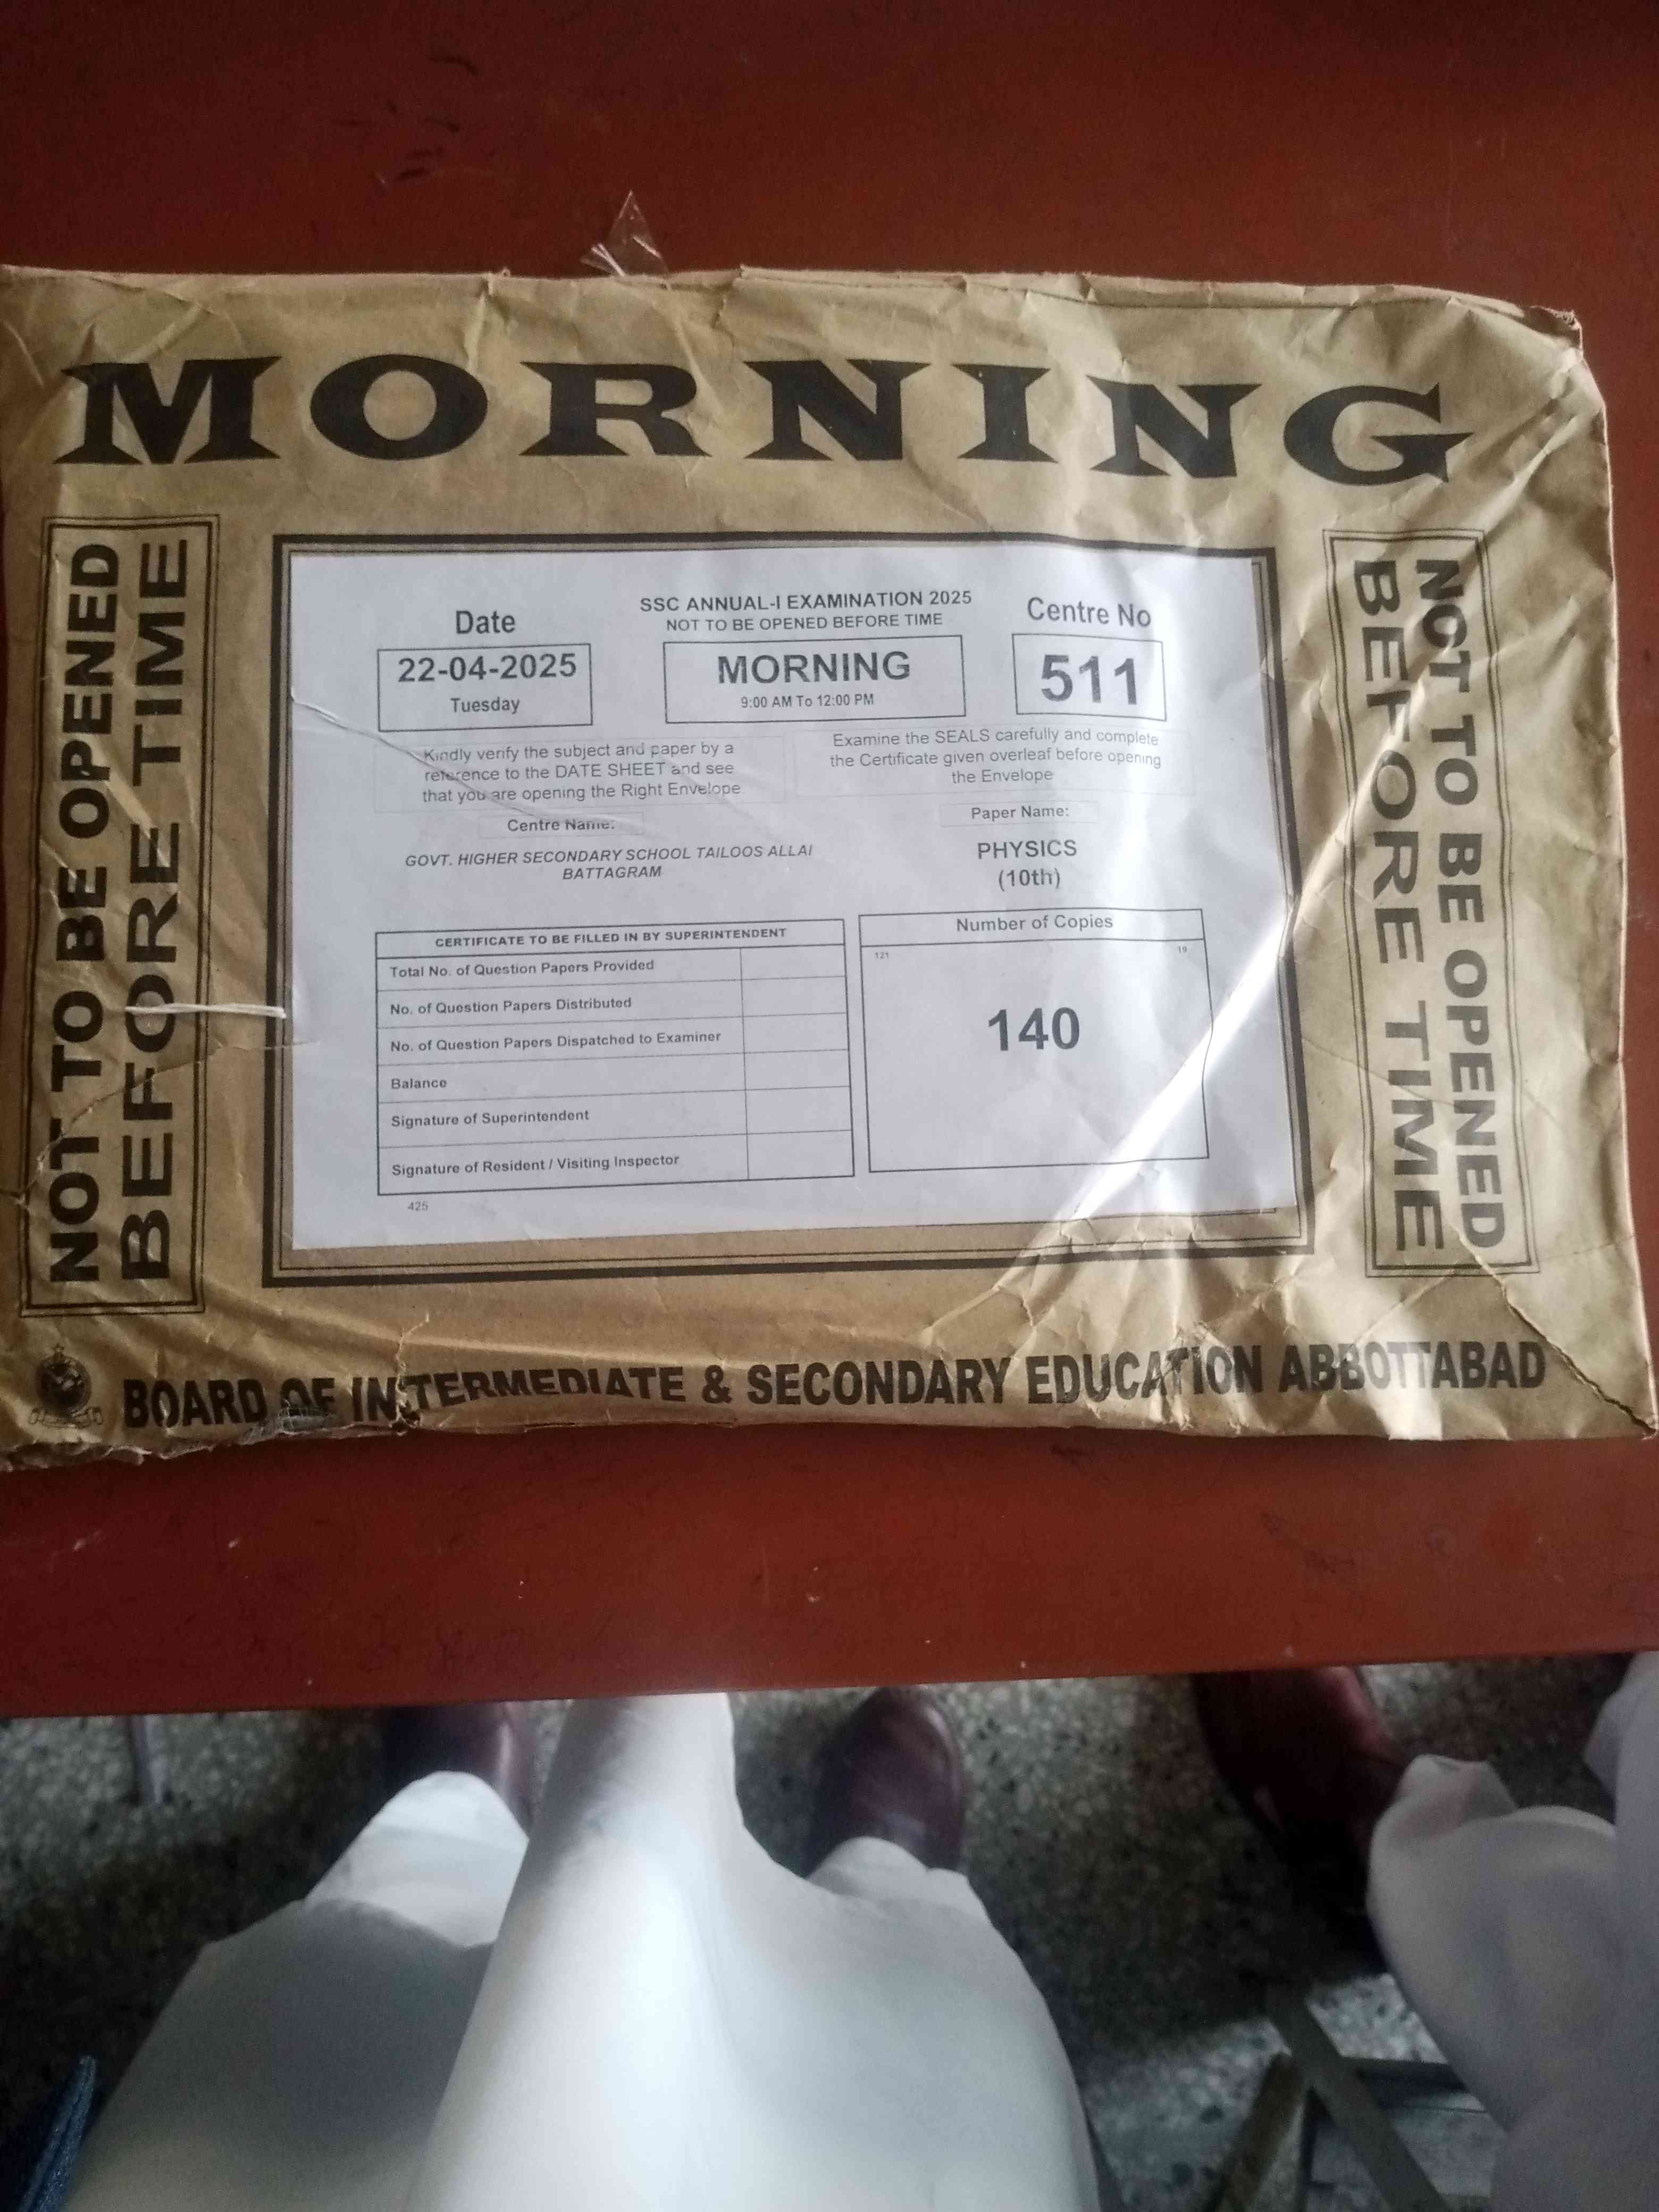 MORNING
NOT TO BE OPENED
BEFORE TIME
Date
22-04-2025
Tuesday
SSC ANNUAL-I EXAMINATION 2025
NOT TO BE OPENED BEFORE TIME
MORNING
9:00 AM To 12:00 PM
Centre No
511
Kindly verify the subject and paper by a
reference to the DATE SHEET and see
that you are opening the Right Envelope
Examine the SEALS carefully and complete
the Certificate given overleaf before opening
the Envelope
Centre Name:
GOVT. HIGHER SECONDARY SCHOOL TAILOOS ALLAI
BATTAGRAM
Paper Name:
PHYSICS
(10th)
CERTIFICATE TO BE FILLED IN BY SUPERINTENDENT
Total No. of Question Papers Provided
No. of Question Papers Distributed
No. of Question Papers Dispatched to Examiner
Balance
Signature of Superintendent
Signature of Resident / Visiting Inspector
425
Number of Copies
121 19
140
NOT TO BE OPENED
BEFORE TIME
BOARD OF INTERMEDIATE & SECONDARY EDUCATION ABBOTTABAD